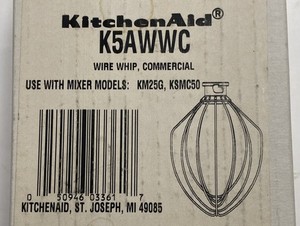 KitchenAid®
K5AWWC
WIRE WHIP, COMMERCIAL
USE WITH MIXER MODELS: KM25G, KSMC50
0 50946 03361 7
KITCHENAID, ST. JOSEPH, MI 49085